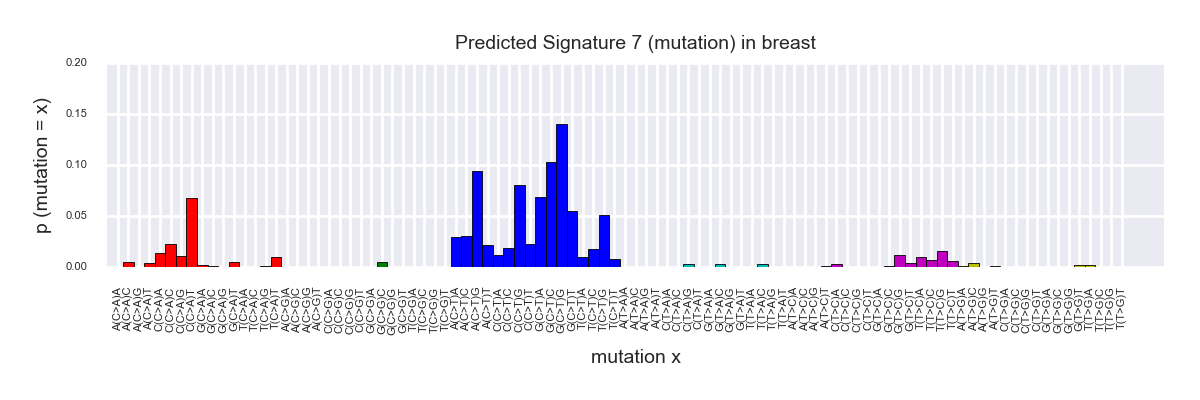 Predicted Signature 7 (mutation) in breast
p (mutation = x)
0.20
0.15
0.10
0.05
0.00
A(C>A)A
A(C>A)C
A(C>A)G
A(C>A)T
C(C>A)A
C(C>A)C
C(C>A)G
C(C>A)T
G(C>A)A
G(C>A)C
G(C>A)G
G(C>A)T
T(C>A)A
T(C>A)C
T(C>A)G
T(C>A)T
A(C>G)A
A(C>G)C
A(C>G)G
A(C>G)T
C(C>G)A
C(C>G)C
C(C>G)G
C(C>G)T
G(C>G)A
G(C>G)C
G(C>G)G
G(C>G)T
T(C>G)A
T(C>G)C
T(C>G)G
T(C>G)T
A(C>T)A
A(C>T)C
A(C>T)G
A(C>T)T
C(C>T)A
C(C>T)C
C(C>T)G
C(C>T)T
G(C>T)A
G(C>T)C
G(C>T)G
G(C>T)T
T(C>T)A
T(C>T)C
T(C>T)G
T(C>T)T
A(T>A)A
A(T>A)C
A(T>A)G
A(T>A)T
C(T>A)A
C(T>A)C
C(T>A)G
C(T>A)T
G(T>A)A
G(T>A)C
G(T>A)G
G(T>A)T
T(T>A)A
T(T>A)C
T(T>A)G
T(T>A)T
A(T>C)A
A(T>C)C
A(T>C)G
A(T>C)T
C(T>C)A
C(T>C)C
C(T>C)G
C(T>C)T
G(T>C)A
G(T>C)C
G(T>C)G
G(T>C)T
T(T>C)A
T(T>C)C
T(T>C)G
T(T>C)T
A(T>G)A
A(T>G)C
A(T>G)G
A(T>G)T
C(T>G)A
C(T>G)C
C(T>G)G
C(T>G)T
G(T>G)A
G(T>G)C
G(T>G)G
G(T>G)T
T(T>G)A
T(T>G)C
T(T>G)G
T(T>G)T
mutation x